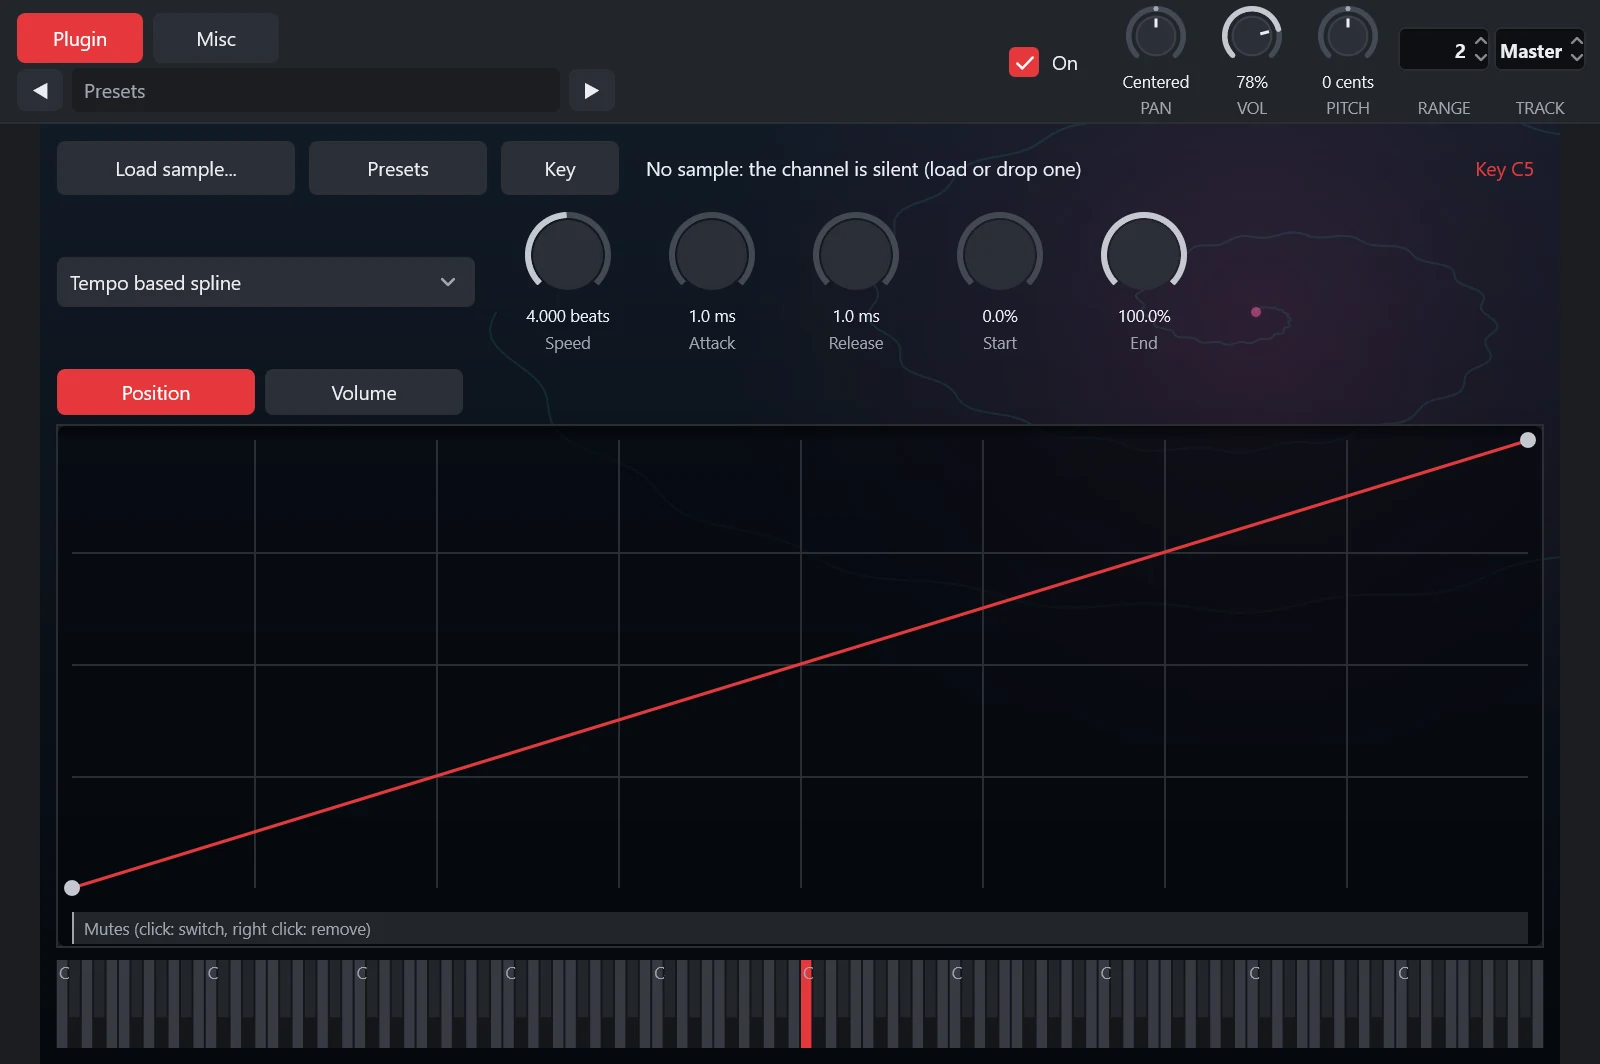 Plugin
Misc
◀
Presets
▶
On
Centered
PAN
78%
VOL
0 cents
PITCH
2
RANGE
Master
TRACK
Load sample...
Presets
Key
No sample: the channel is silent (load or drop one)
Key C5
Tempo based spline
4.000 beats
Speed
1.0 ms
Attack
1.0 ms
Release
0.0%
Start
100.0%
End
Position
Volume
Mutes (click: switch, right click: remove)
C C C C C C C C C C